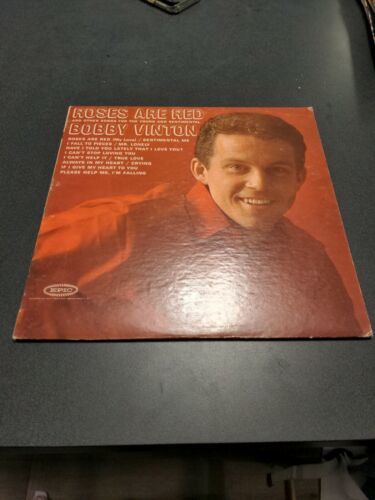 ROSES ARE RED
AND OTHER SONGS FOR THE YOUNG AND SENTIMENTAL
BOBBY VINTON
ROSES ARE RED (My Love) / SENTIMENTAL ME
I FALL TO PIECES / MR. LONELY
HAVE I TOLD YOU LATELY THAT I LOVE YOU?
I CAN'T STOP LOVING YOU
I CAN'T HELP IT / TRUE LOVE
ALWAYS IN MY HEART / CRYING
IF I GIVE MY HEART TO YOU
PLEASE HELP ME, I'M FALLING
EPIC